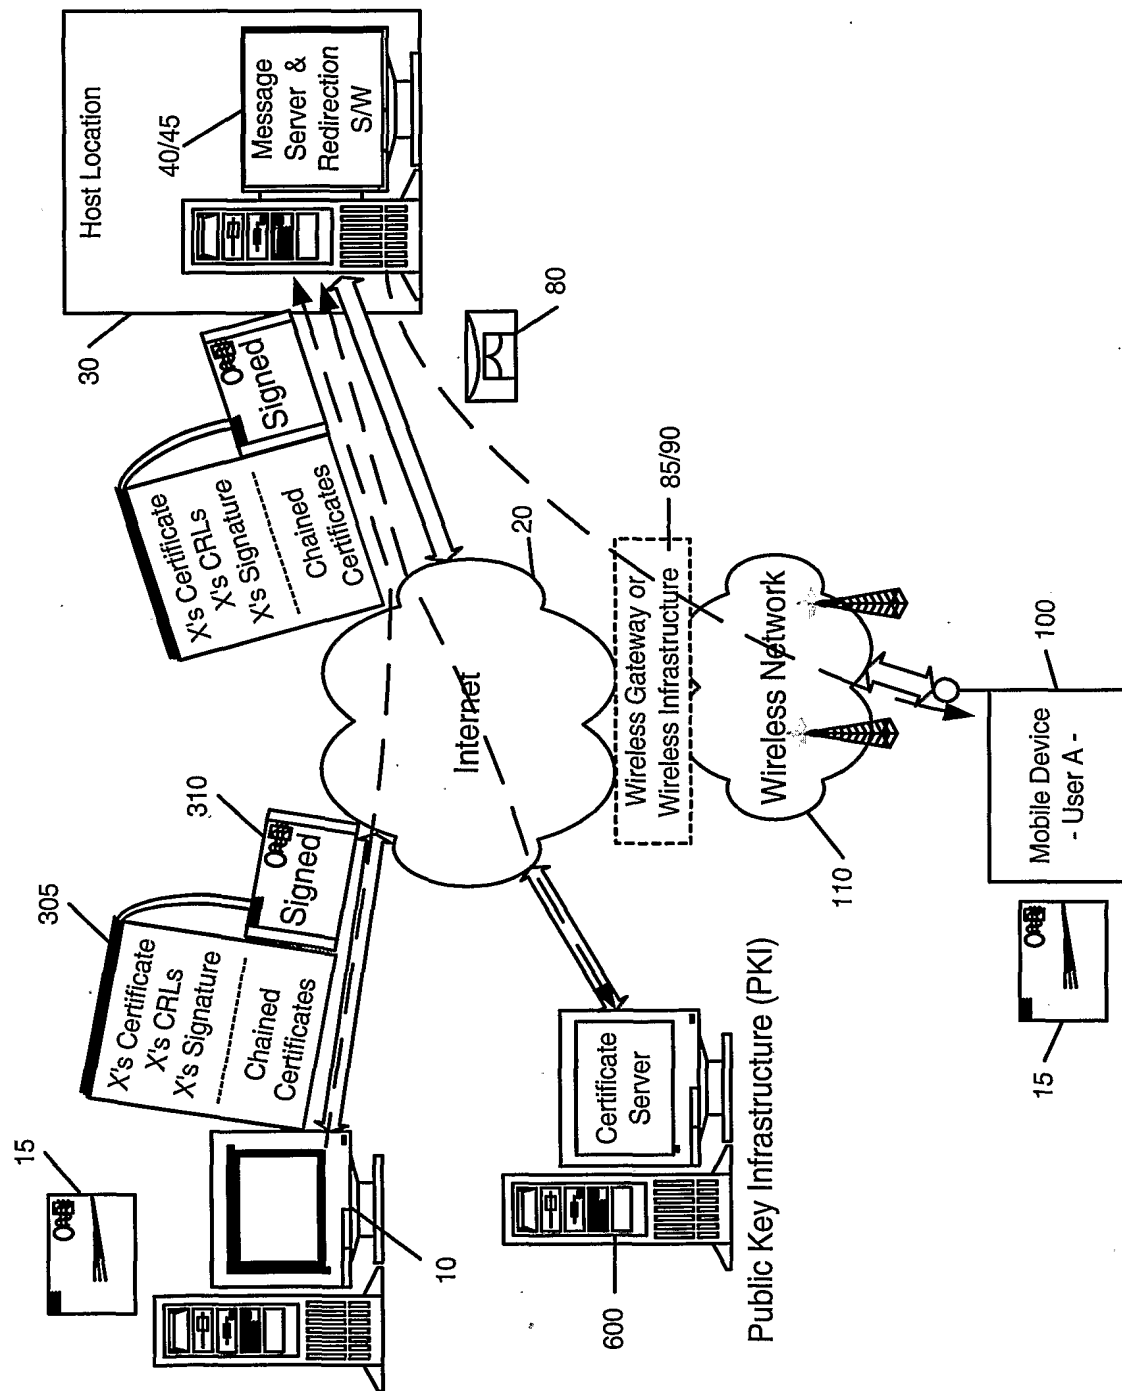 15
10
X's Certificate
X's CRLs
X's Signature
Chained
Certificates
305
Signed
310
X's Certificate
X's CRLs
X's Signature
Chained
Certificates
Signed
30
Host Location
40/45
Message
Server &
Redirection
S/W
Internet
20
80
600
Certificate
Server
Public Key Infrastructure (PKI)
Wireless Gateway or
Wireless Infrastructure
85/90
Wireless Network
110
15
Mobile Device
- User A -
100